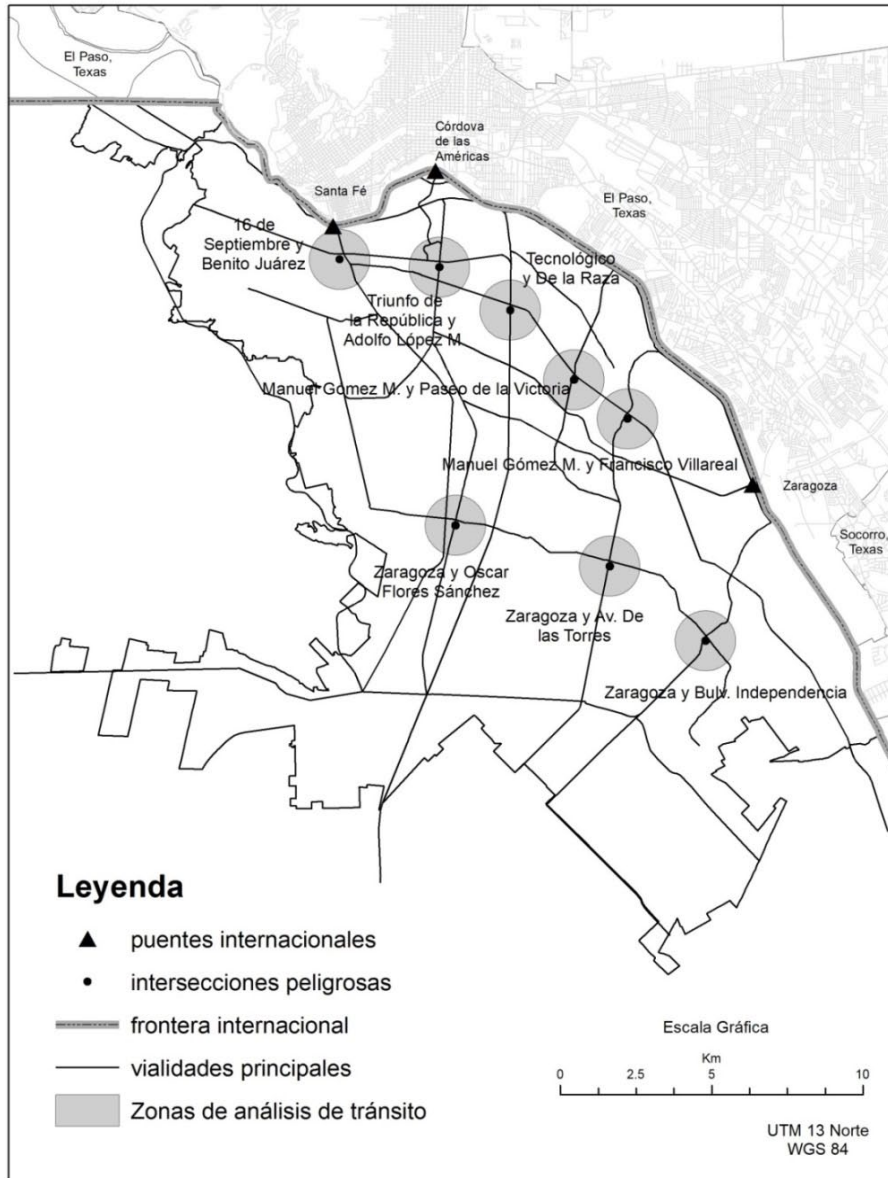 El Paso,
Texas
Córdova
de las
Américas
Santa Fé
El Paso,
Texas
16 de
Septiembre y
Benito Juárez
Tecnológico
y De la Raza
Triunfo de
la República y
Adolfo López M.
Manuel Gómez M. y Paseo de la Victoria
Manuel Gómez M. y Francisco Villareal
Zaragoza
Socorro,
Texas
Zaragoza y Oscar
Flores Sánchez
Zaragoza y Av. De
las Torres
Zaragoza y Bulv. Independencia
Leyenda
puentes internacionales
intersecciones peligrosas
frontera internacional
vialidades principales
Zonas de análisis de tránsito
Escala Gráfica
Km
0 2.5 5 10
UTM 13 Norte
WGS 84